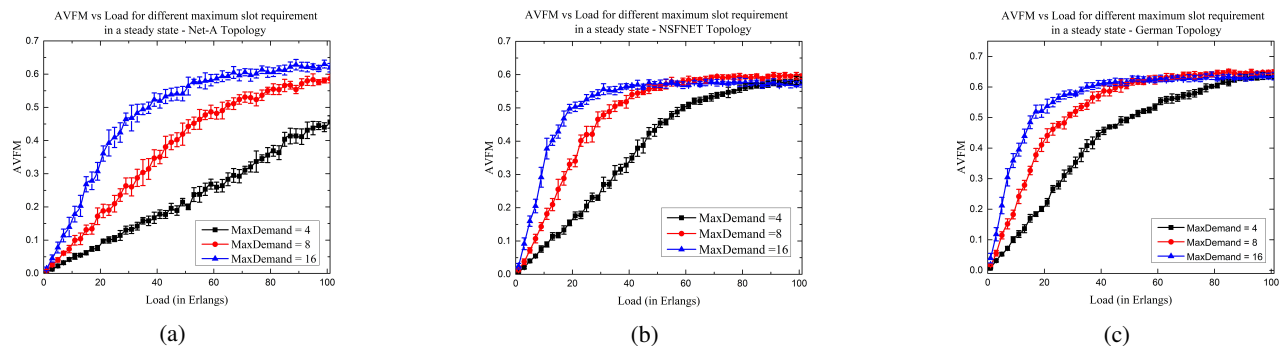 AVFM vs Load for different maximum slot requirement
in a steady state - Net-A Topology
0.7
0.6
0.5
0.4
0.3
0.2
0.1
0.0
AVFM
MaxDemand = 4
MaxDemand = 8
MaxDemand = 16
0 20 40 60 80 100
Load (in Erlangs)
(a)
AVFM vs Load for different maximum slot requirement
in a steady state - NSFNET Topology
0.7
0.6
0.5
0.4
0.3
0.2
0.1
0.0
AVFM
MaxDemand =4
MaxDemand =8
MaxDemand =16
0 20 40 60 80 100
Load (in Erlangs)
(b)
AVFM vs Load for different maximum slot requirement
in a steady state - German Topology
0.7
0.6
0.5
0.4
0.3
0.2
0.1
0.0
AVFM
MaxDemand = 4
MaxDemand = 8
MaxDemand = 16
0 20 40 60 80 100
Load (in Erlangs)
(c)